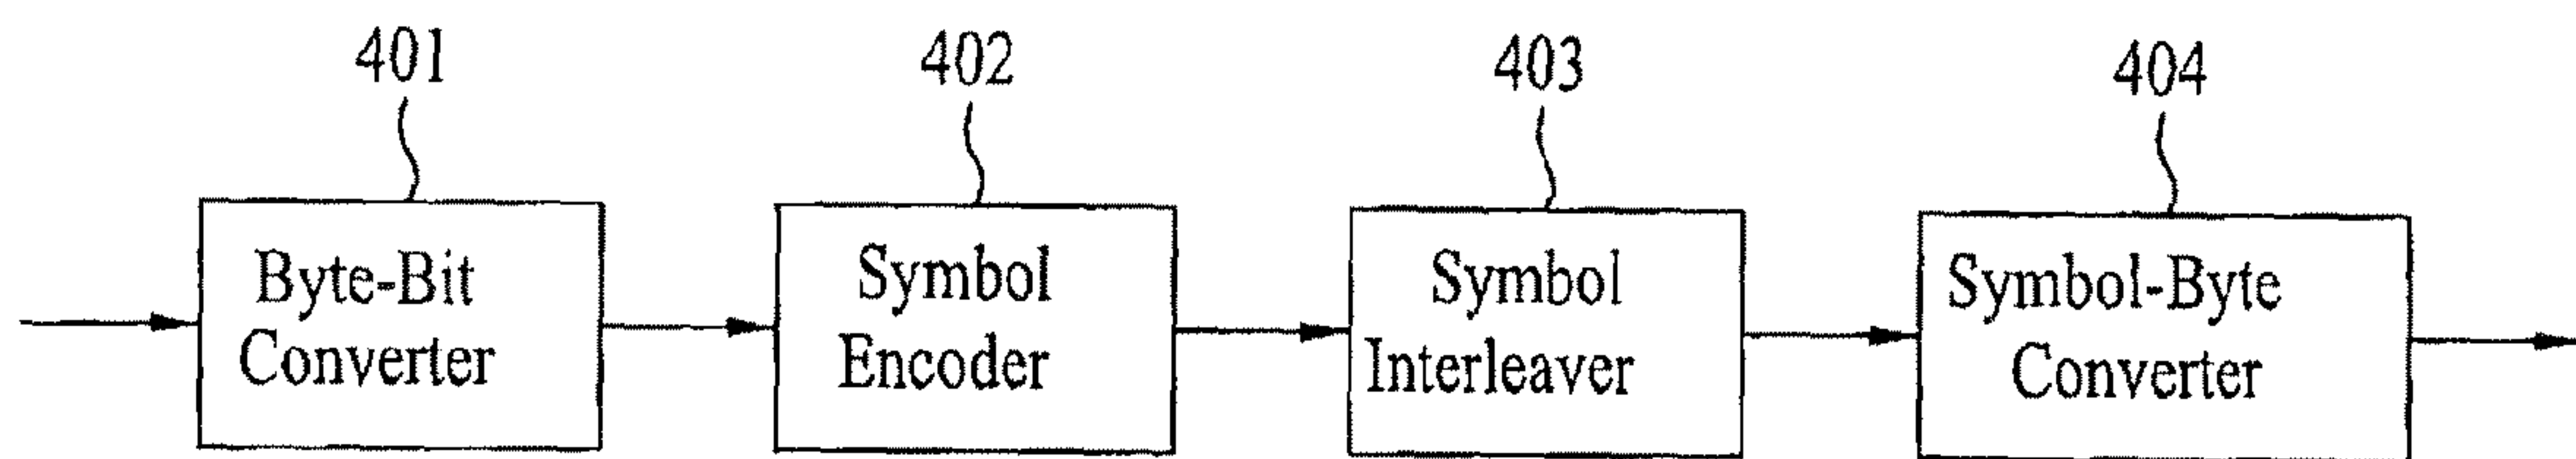 401
402
403
404
Byte-Bit
Converter
Symbol
Encoder
Symbol
Interleaver
Symbol-Byte
Converter